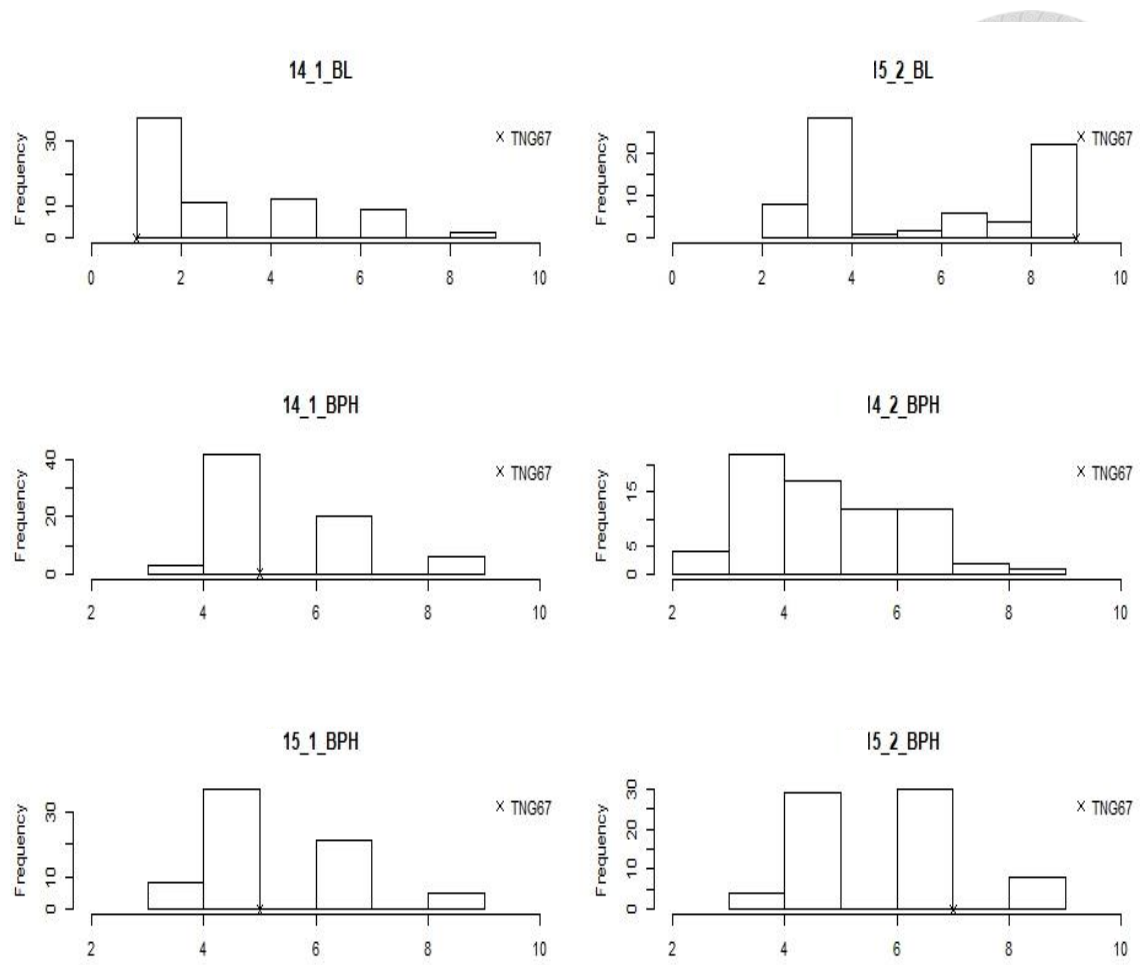 14_1_BL
Frequency
0 10 30
0 2 4 6 8 10
× TNG67
I5_2_BL
Frequency
0 10 20
0 2 4 6 8 10
× TNG67
14_1_BPH
Frequency
0 20 40
2 4 6 8 10
× TNG67
I4_2_BPH
Frequency
0 5 15
2 4 6 8 10
× TNG67
15_1_BPH
Frequency
0 10 30
2 4 6 8 10
× TNG67
I5_2_BPH
Frequency
0 10 20 30
2 4 6 8 10
× TNG67